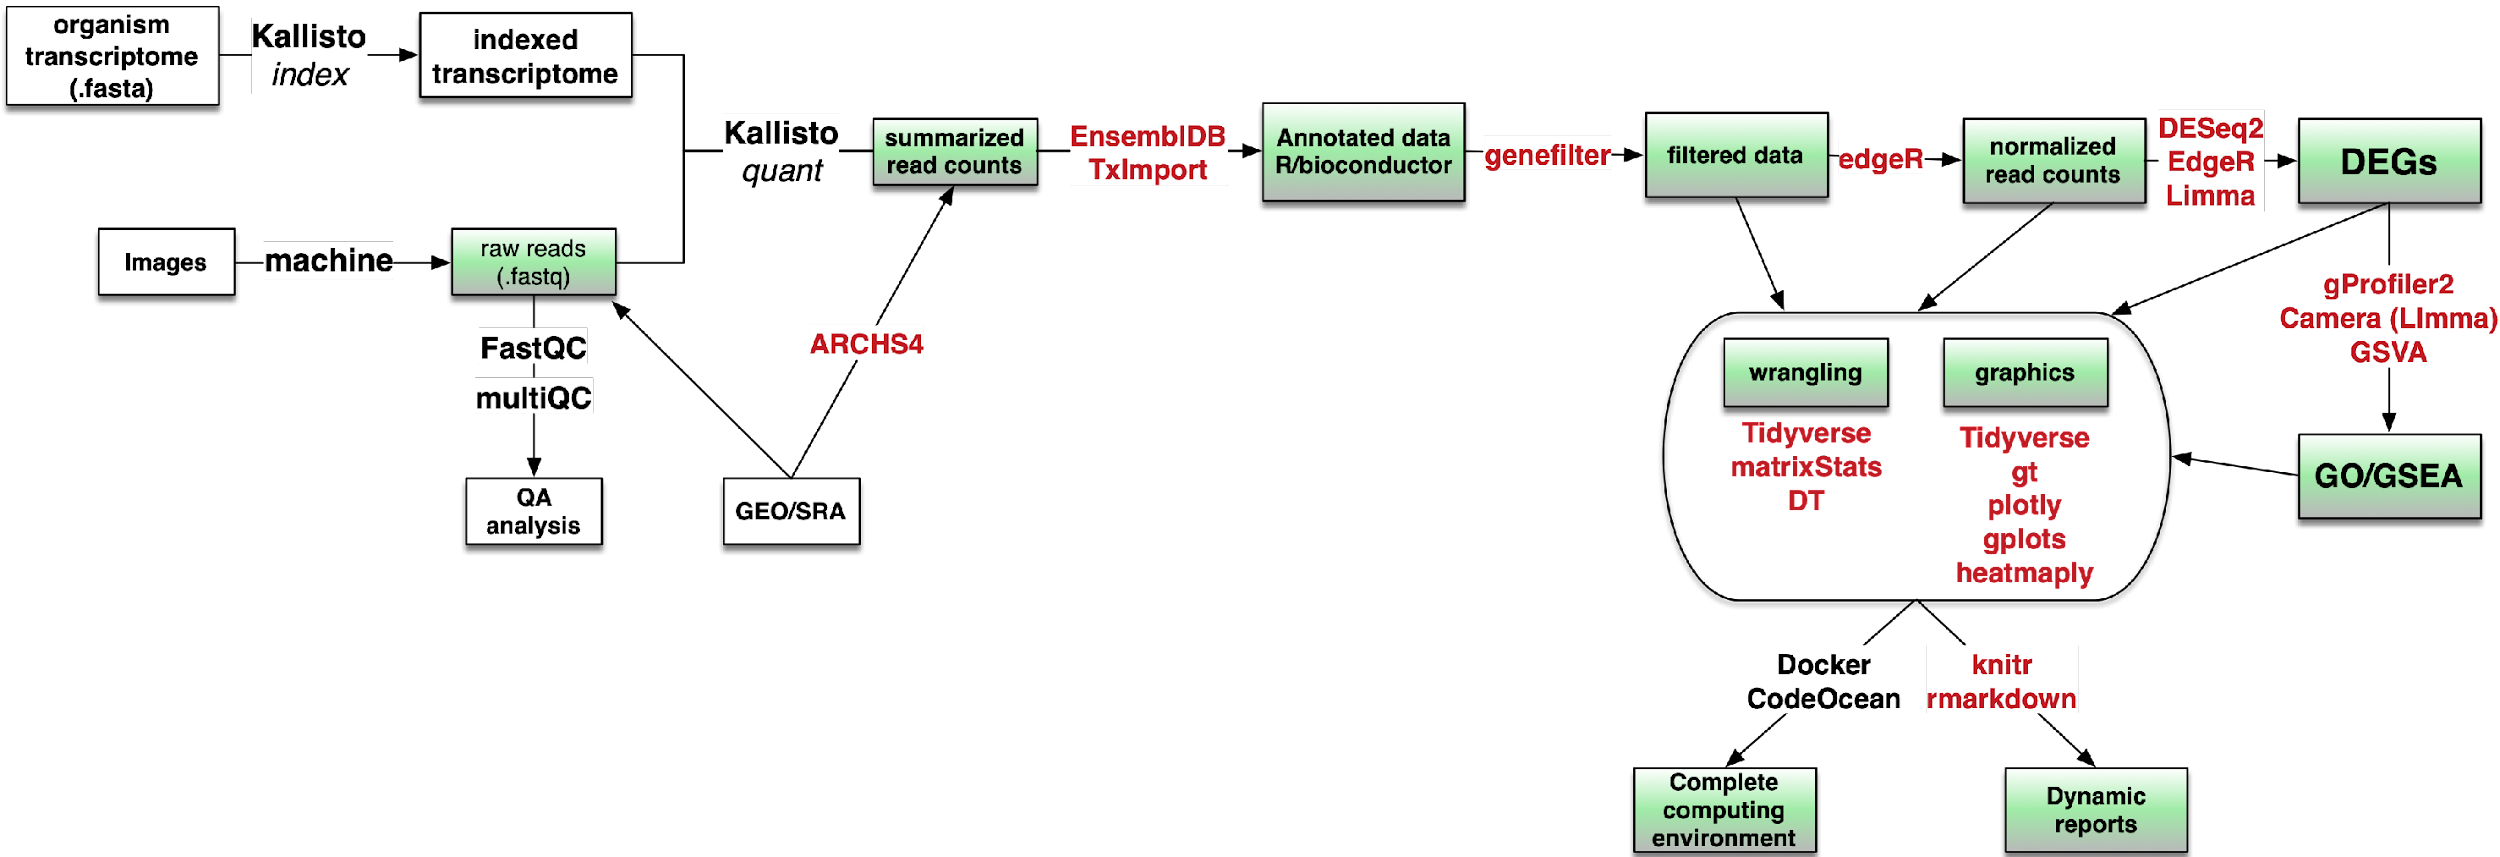 organism
transcriptome
(.fasta)
Kallisto
index
indexed
transcriptome
Kallisto
quant
summarized
read counts
EnsemblDB
TxImport
Annotated data
R/bioconductor
genefilter
filtered data
edgeR
normalized
read counts
DESeq2
EdgeR
Limma
DEGs
Images
machine
raw reads
(.fastq)
FastQC
multiQC
QA
analysis
ARCHS4
GEO/SRA
gProfiler2
Camera (LImma)
GSVA
GO/GSEA
wrangling
Tidyverse
matrixStats
DT
graphics
Tidyverse
gt
plotly
gplots
heatmaply
Docker
CodeOcean
knitr
rmarkdown
Complete
computing
environment
Dynamic
reports